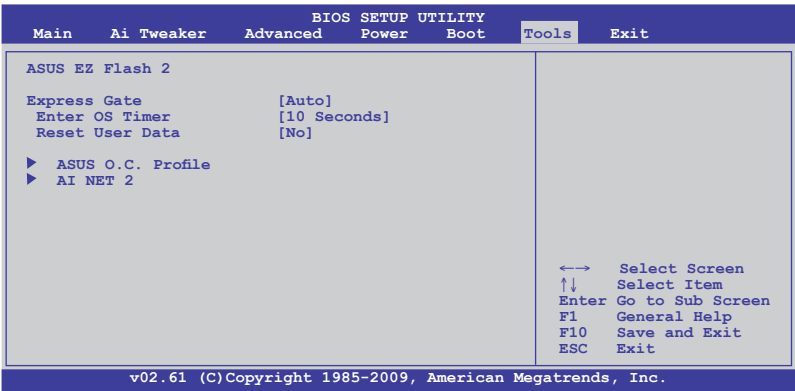 BIOS SETUP UTILITY
Main Ai Tweaker Advanced Power Boot Tools Exit
ASUS EZ Flash 2
Express Gate [Auto]
Enter OS Timer [10 Seconds]
Reset User Data [No]
ASUS O.C. Profile
AI NET 2
←→ Select Screen
↑↓ Select Item
Enter Go to Sub Screen
F1 General Help
F10 Save and Exit
ESC Exit
v02.61 (C)Copyright 1985-2009, American Megatrends, Inc.